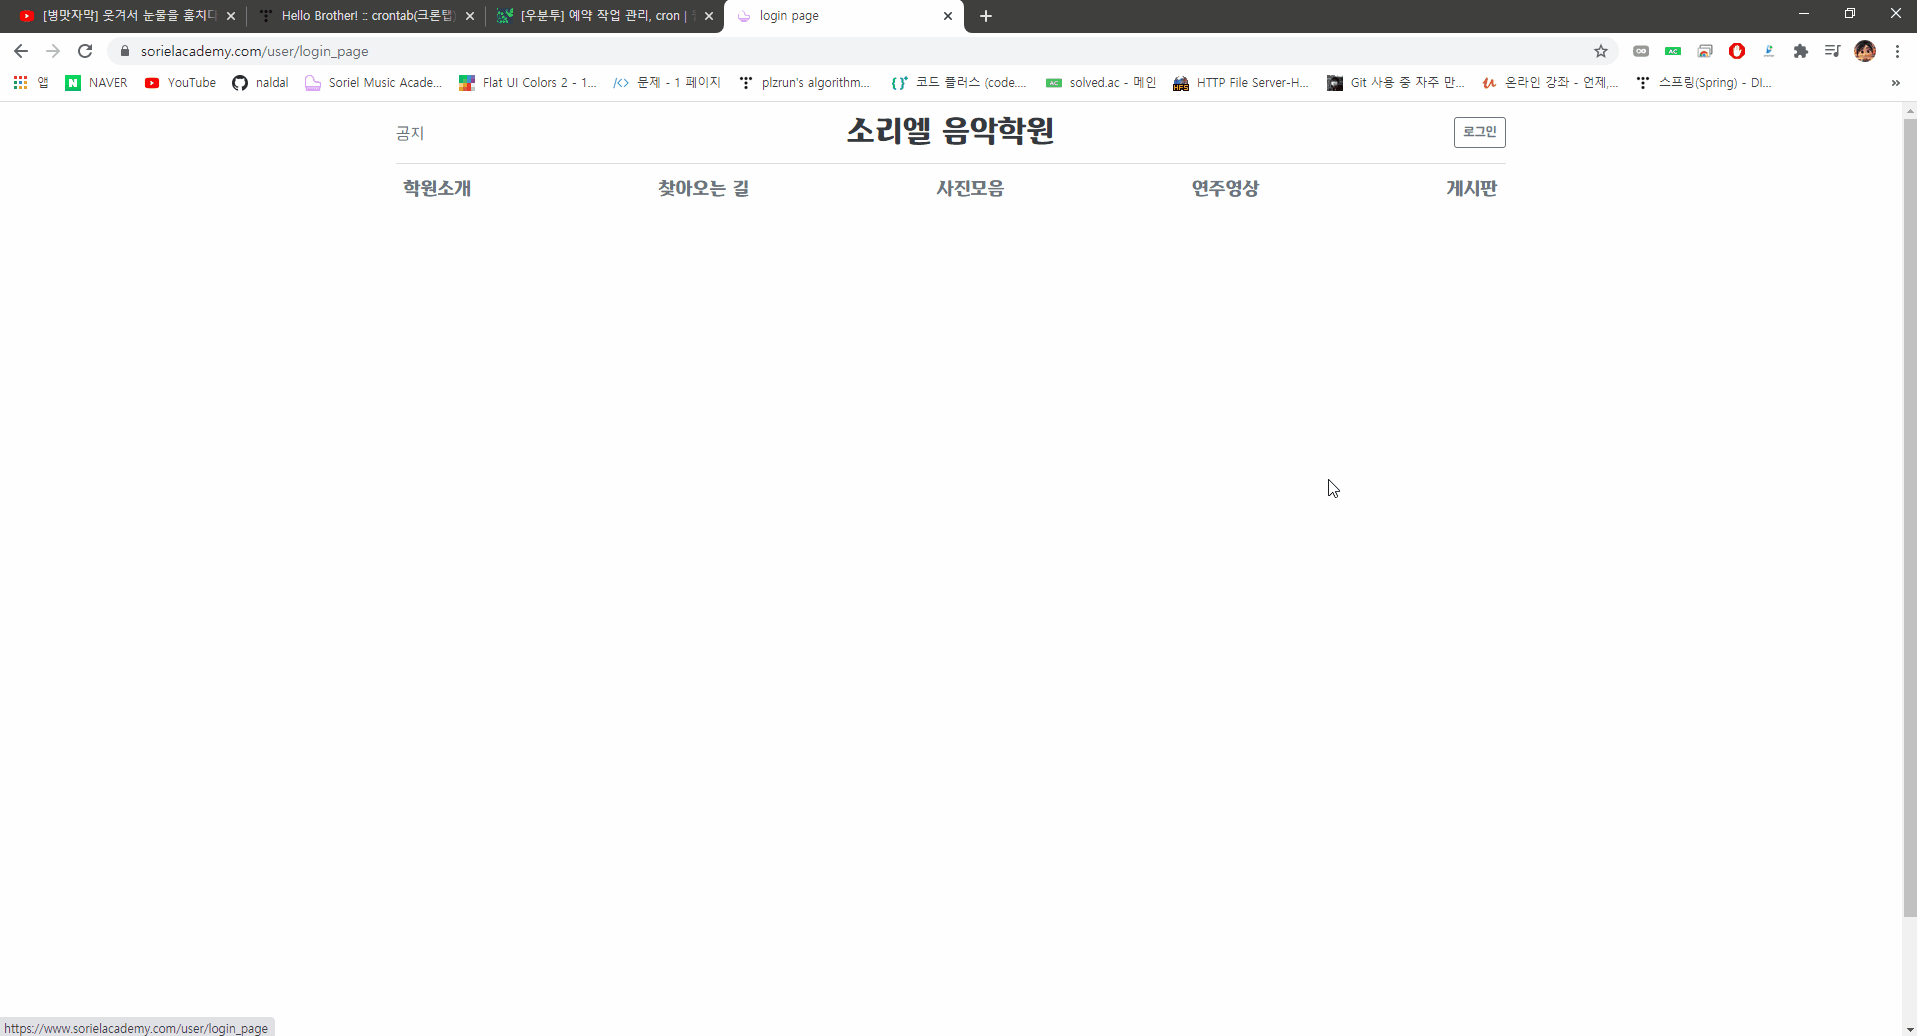 [병맛자막] 웃겨서 눈물을 훔치다
Hello Brother! :: crontab(크론탭)
[우분투] 예약 작업 관리, cron |
login page
sorielacademy.com/user/login_page
앱
NAVER
YouTube
naldal
Soriel Music Acade...
Flat UI Colors 2 - 1...
문제 - 1 페이지
plzrun's algorithm...
코드 플러스 (code....
solved.ac - 메인
HTTP File Server-H...
Git 사용 중 자주 만...
온라인 강좌 - 언제,...
스프링(Spring) - DI...
공지
소리엘 음악학원
로그인
학원소개
찾아오는 길
사진모음
연주영상
게시판
https://www.sorielacademy.com/user/login_page